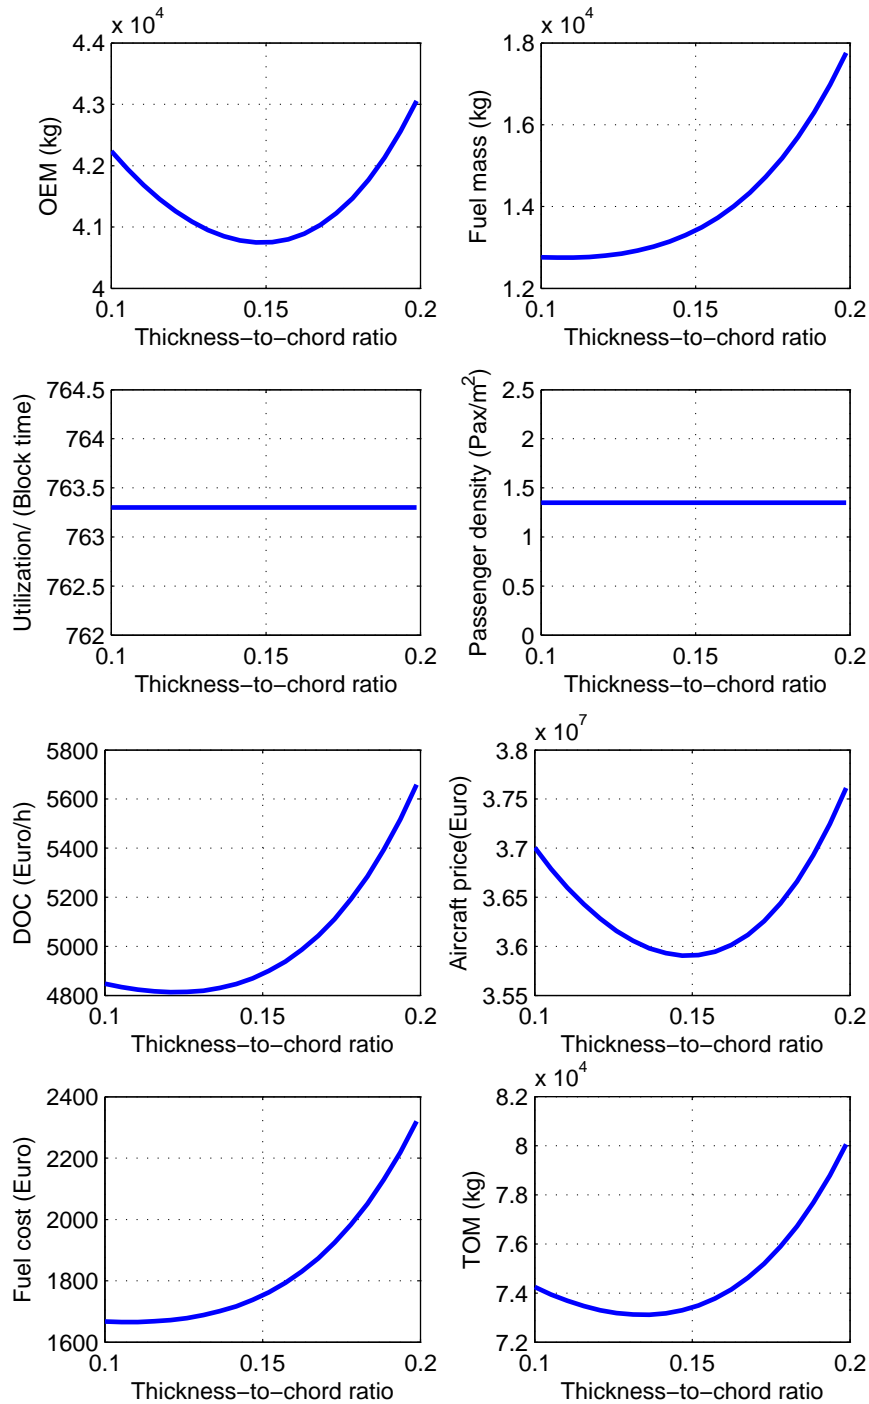 x 10^4
4.4
4.3
4.2
4.1
4
OEM (kg)
0.1 0.15 0.2
Thickness−to−chord ratio
x 10^4
1.8
1.6
1.4
1.2
Fuel mass (kg)
0.1 0.15 0.2
Thickness−to−chord ratio
764.5
764
763.5
763
762.5
762
Utilization/ (Block time)
0.1 0.15 0.2
Thickness−to−chord ratio
2.5
2
1.5
1
0.5
0
Passenger density (Pax/m^2)
0.1 0.15 0.2
Thickness−to−chord ratio
5800
5600
5400
5200
5000
4800
DOC (Euro/h)
0.1 0.15 0.2
Thickness−to−chord ratio
x 10^7
3.8
3.75
3.7
3.65
3.6
3.55
Aircraft price(Euro)
0.1 0.15 0.2
Thickness−to−chord ratio
2400
2200
2000
1800
1600
Fuel cost (Euro)
0.1 0.15 0.2
Thickness−to−chord ratio
x 10^4
8.2
8
7.8
7.6
7.4
7.2
TOM (kg)
0.1 0.15 0.2
Thickness−to−chord ratio